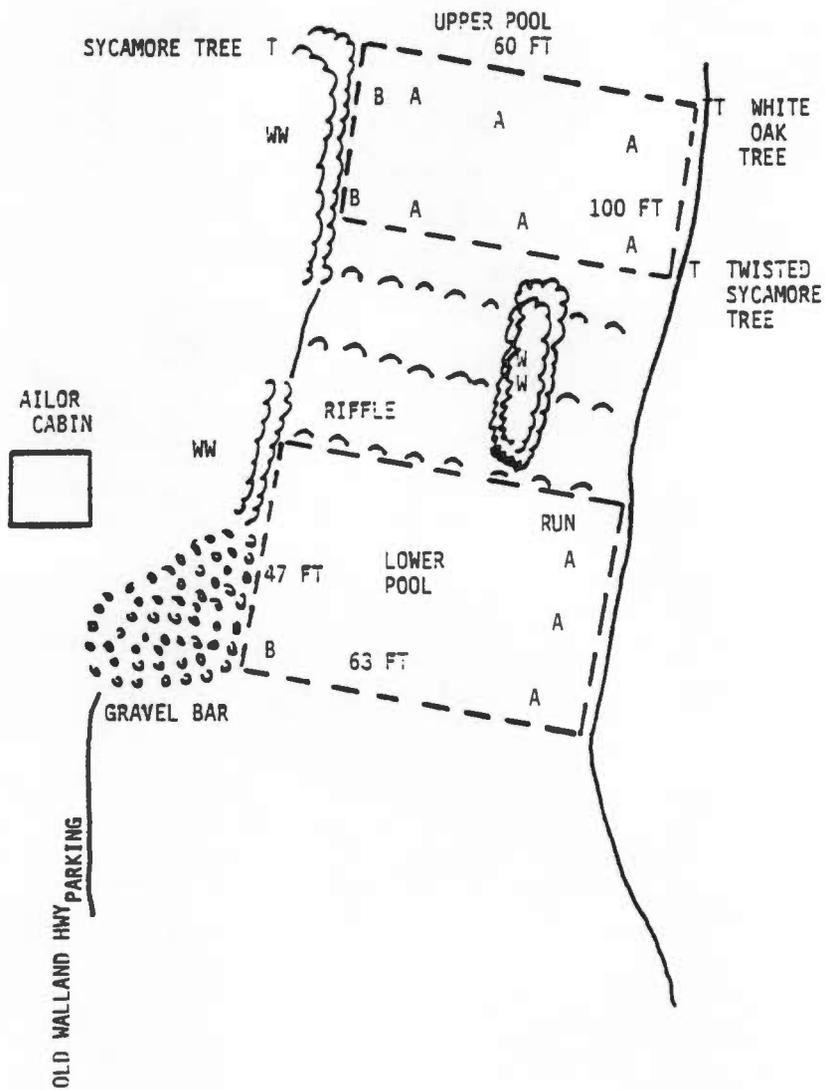 UPPER POOL
60 FT
SYCAMORE TREE T
B A
A
A
WW
TT WHITE
OAK
TREE
B
A
A
100 FT
A
T TWISTED
SYCAMORE
TREE
W
W
AILOR
CABIN
RIFFLE
WW
RUN
A
LOWER
POOL
47 FT
A
B
63 FT
A
GRAVEL BAR
PARKING
OLD WALLAND HWY